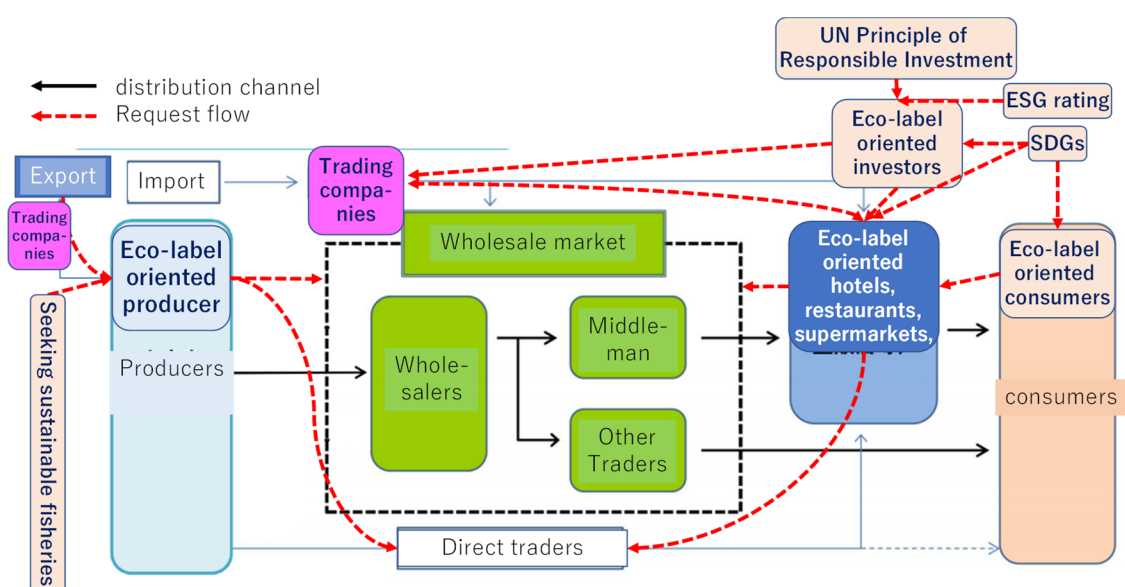 UN Principle of
Responsible Investment
distribution channel
Request flow
ESG rating
Eco-label
oriented
investors
SDGs
Export
Import
Trading
compa-
nies
Trading
compa-
nies
Wholesale market
Eco-label
oriented
producer
Eco-label
oriented
hotels,
restaurants,
supermarkets,
Eco-label
oriented
consumers
Seeking sustainable fisheries
Producers
Whole-
salers
Middle-
man
Other
Traders
consumers
Direct traders